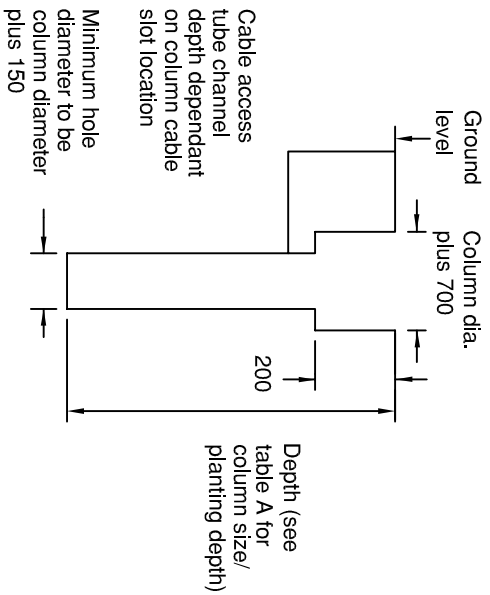 Ground
level
Column dia.
plus 700
Cable access
tube channel
depth dependant
on column cable
slot location
Minimum hole
diameter to be
column diameter
plus 150
200
Depth (see
table A for
column size/
planting depth)